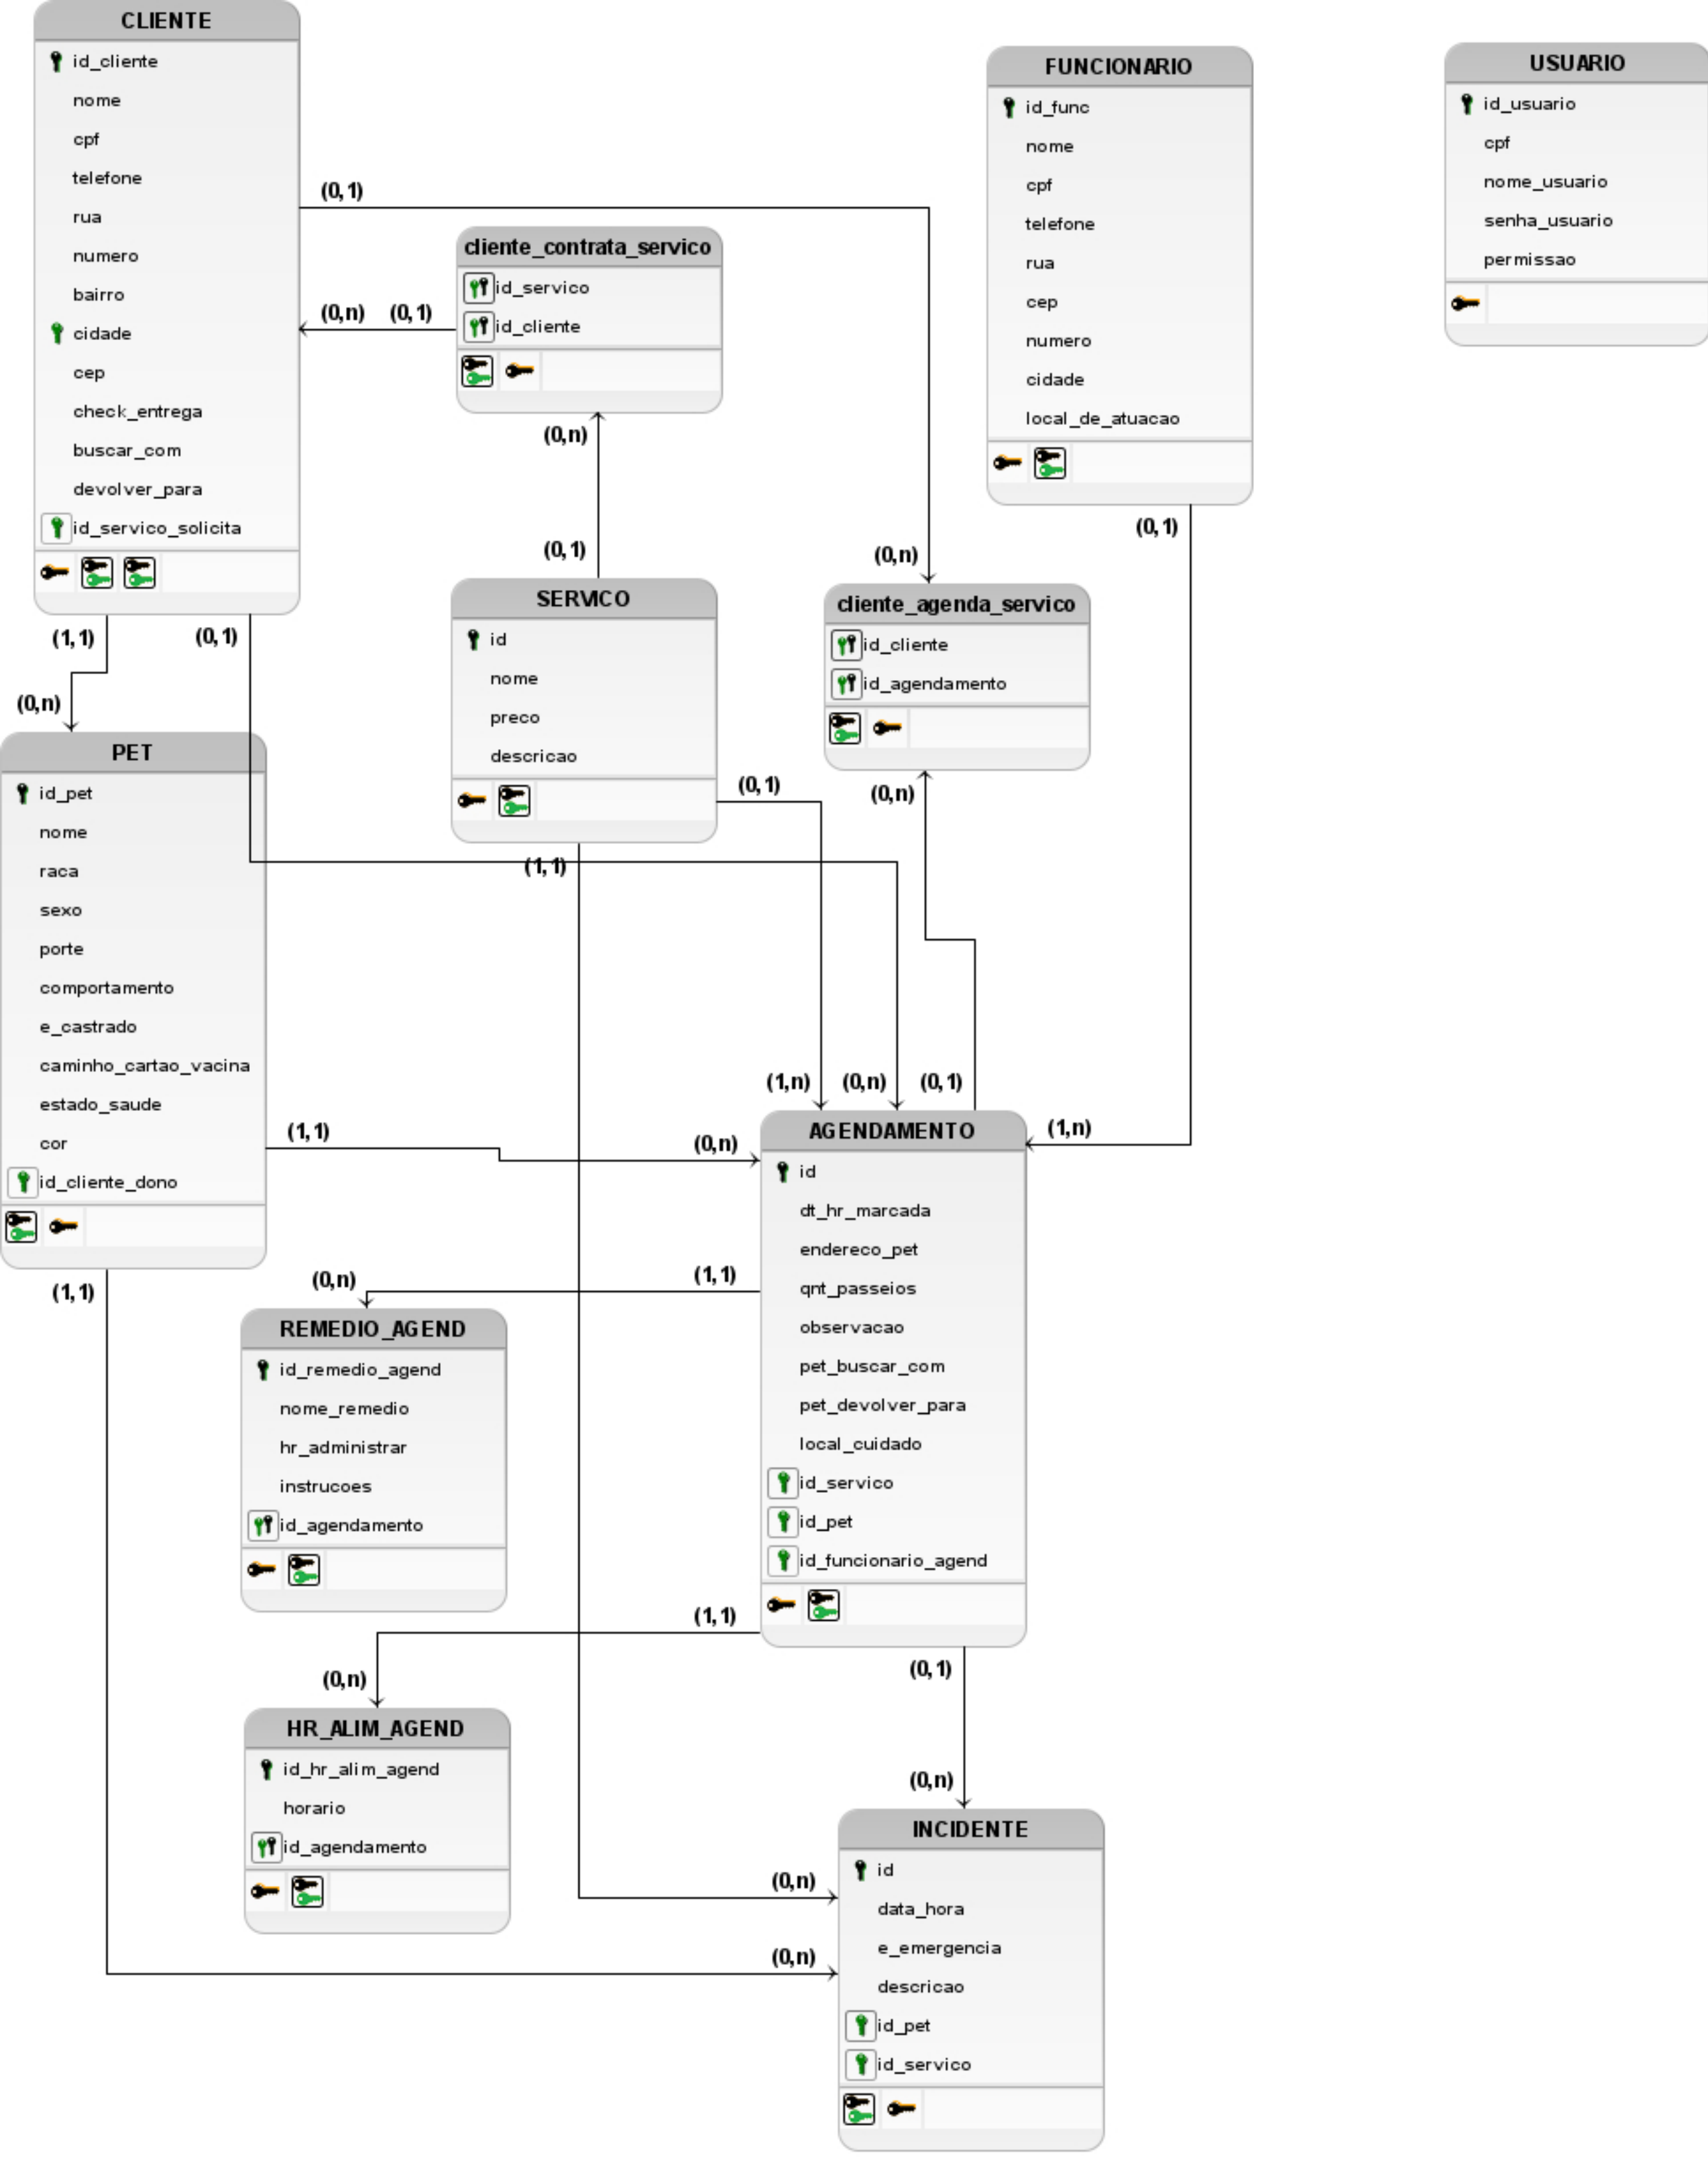 CLIENTE
id_cliente
nome
cpf
telefone
rua
numero
bairro
cidade
cep
check_entrega
buscar_com
devolver_para
id_servico_solicita
(0,1)
(0,n)
(0,1)
(1,1)
(0,1)
(0,n)
cliente_contrata_servico
id_servico
id_cliente
(0,n)
(0,1)
FUNCIONARIO
id_func
nome
cpf
telefone
rua
cep
numero
cidade
local_de_atuacao
(0,1)
USUARIO
id_usuario
cpf
nome_usuario
senha_usuario
permissao
SERVICO
id
nome
preco
descricao
(0,1)
(1,1)
(0,n)
cliente_agenda_servico
id_cliente
id_agendamento
(0,n)
PET
id_pet
nome
raca
sexo
porte
comportamento
e_castrado
caminho_cartao_vacina
estado_saude
cor
id_cliente_dono
(1,1)
(1,1)
(1,n)
(0,n)
(0,1)
(0,n)
(1,n)
AGENDAMENTO
id
dt_hr_marcada
endereco_pet
qnt_passeios
observacao
pet_buscar_com
pet_devolver_para
local_cuidado
id_servico
id_pet
id_funcionario_agend
(1,1)
(0,n)
REMEDIO_AGEND
id_remedio_agend
nome_remedio
hr_administrar
instrucoes
id_agendamento
(1,1)
(0,n)
HR_ALIM_AGEND
id_hr_alim_agend
horario
id_agendamento
(0,1)
(0,n)
(0,n)
(0,n)
INCIDENTE
id
data_hora
e_emergencia
descricao
id_pet
id_servico